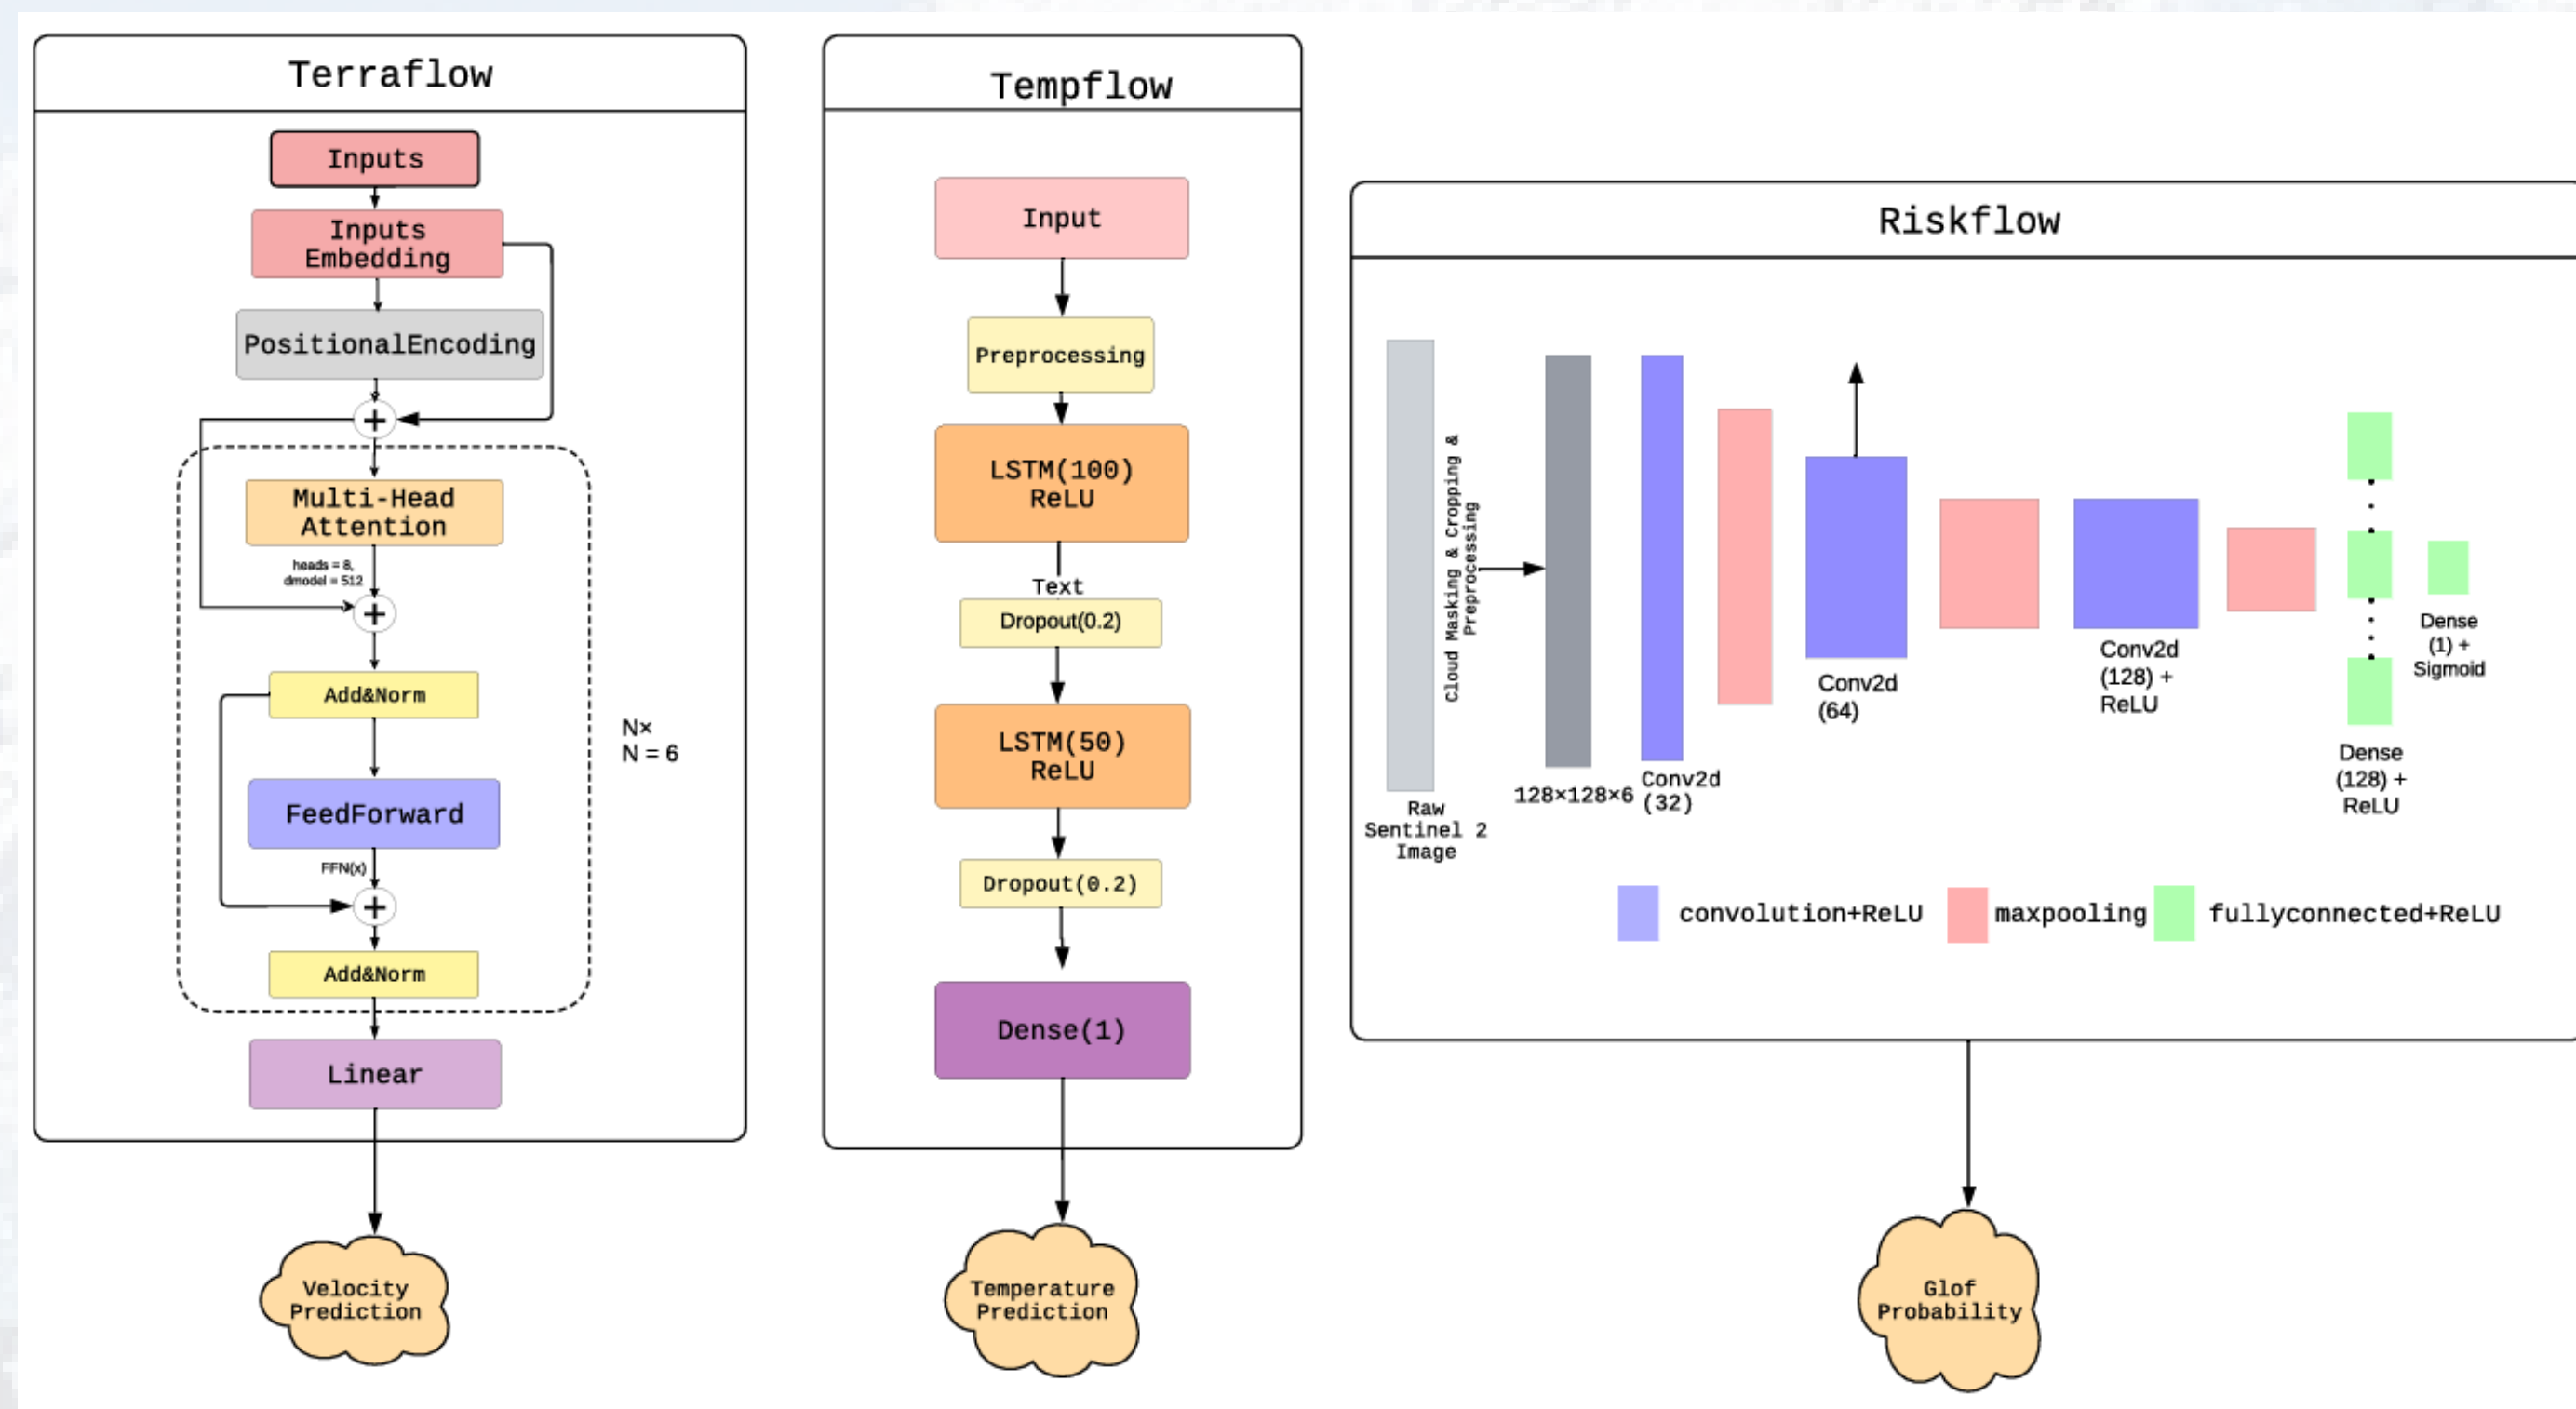 Terraflow
Inputs
Inputs
Embedding
PositionalEncoding
+
Multi-Head
Attention
heads = 8,
dmodel = 512
+
Add&Norm
N×
N = 6
FeedForward
FFN(x)
+
Add&Norm
Linear
Velocity
Prediction
Tempflow
Input
Preprocessing
LSTM(100)
ReLU
Text
Dropout(0.2)
LSTM(50)
ReLU
Dropout(0.2)
Dense(1)
Temperature
Prediction
Riskflow
Raw
Sentinel 2
Image
Cloud Masking & Cropping &
Preprocessing
128×128×6
Conv2d
(32)
Conv2d
(64)
Conv2d
(128) +
ReLU
Dense
(128) +
ReLU
Dense
(1) +
Sigmoid
convolution+ReLU
maxpooling
fullyconnected+ReLU
Glof
Probability